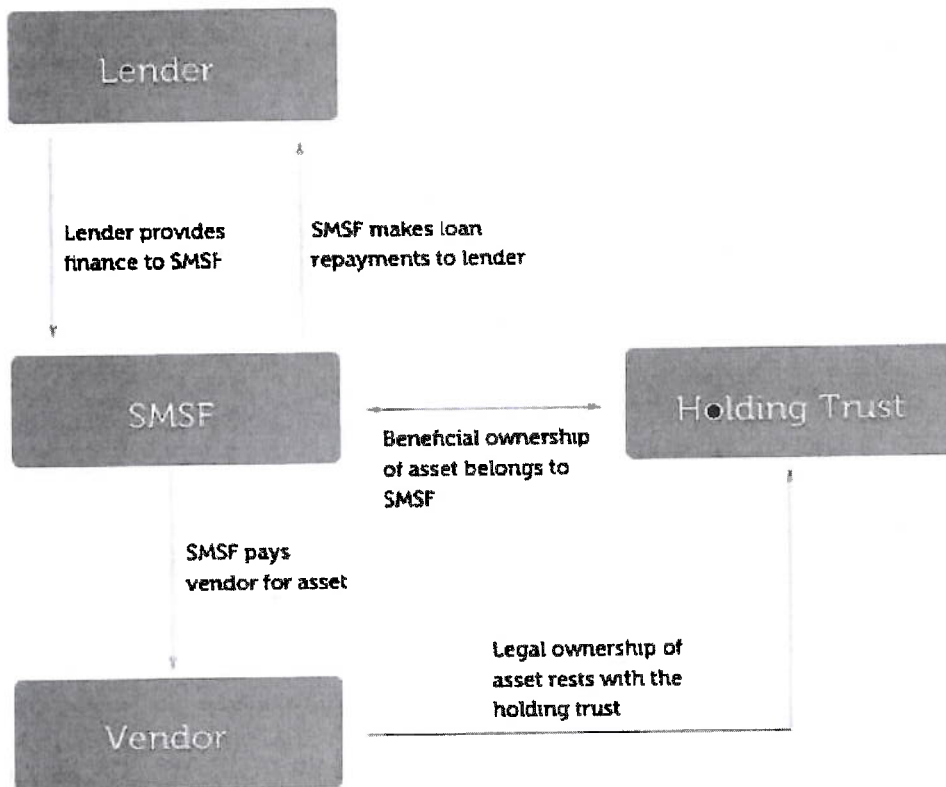 Lender
Lender provides
finance to SMSF
SMSF makes loan
repayments to lender
SMSF
Holding Trust
Beneficial ownership
of asset belongs to
SMSF
SMSF pays
vendor for asset
Legal ownership of
asset rests with the
holding trust
Vendor